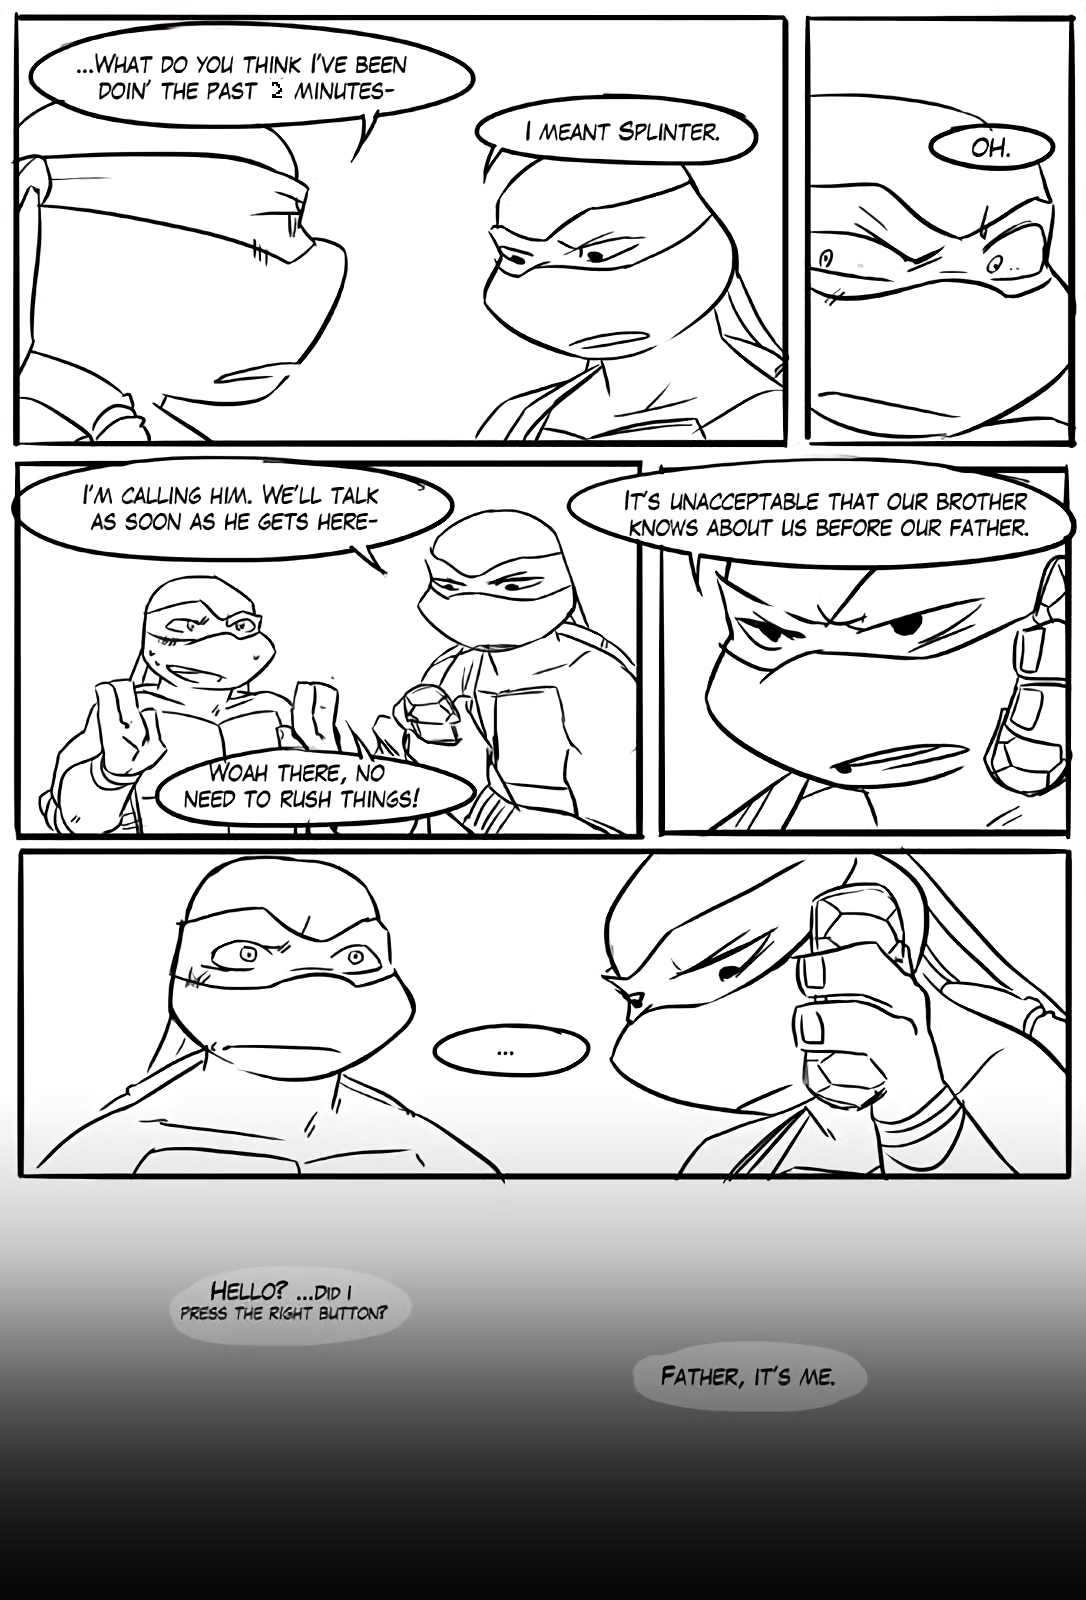 ...WHAT DO YOU THINK I'VE BEEN
DOIN' THE PAST 2 MINUTES-
I MEANT SPLINTER.
OH.
I'M CALLING HIM. WE'LL TALK
AS SOON AS HE GETS HERE-
WOAH THERE, NO
NEED TO RUSH THINGS!
IT'S UNACCEPTABLE THAT OUR BROTHER
KNOWS ABOUT US BEFORE OUR FATHER.
...
HELLO? ...DID I
PRESS THE RIGHT BUTTON?
FATHER, IT'S ME.